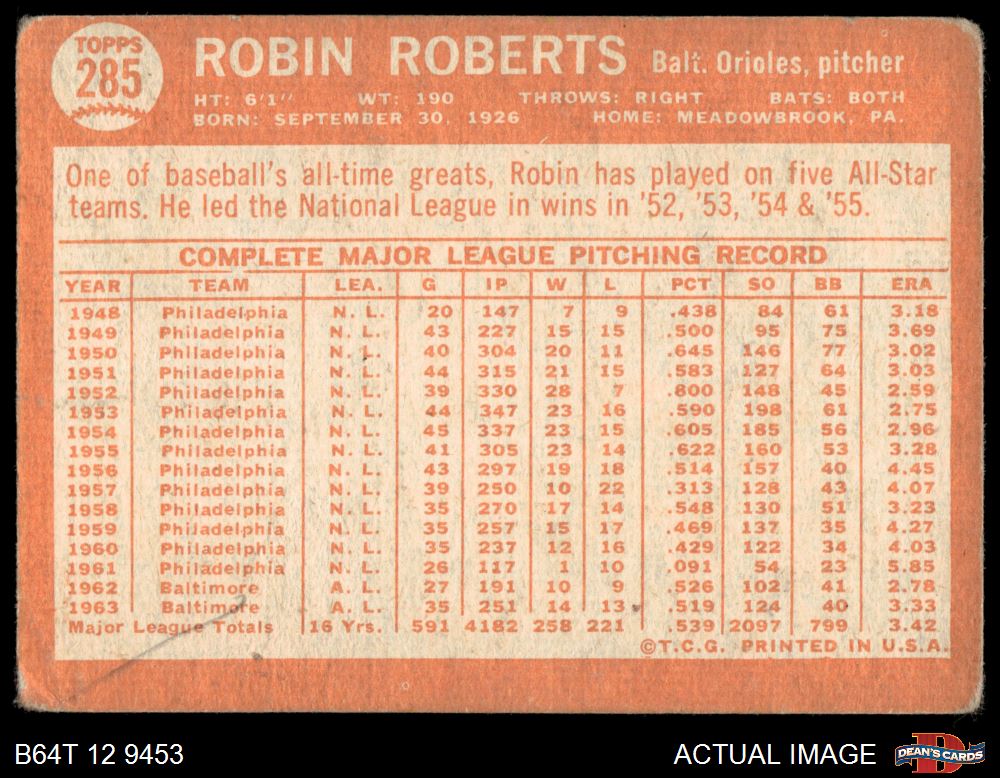 TOPPS
285
ROBIN ROBERTS Balt. Orioles, pitcher
HT: 6'1" WT: 190 THROWS: RIGHT BATS: BOTH
BORN: SEPTEMBER 30, 1926 HOME: MEADOWBROOK, PA.
One of baseball's all-time greats, Robin has played on five All-Star
teams. He led the National League in wins in '52, '53, '54 & '55.
COMPLETE MAJOR LEAGUE PITCHING RECORD
YEAR TEAM LEA. G IP W L PCT SO BB ERA
1948 Philadelphia N. L. 20 147 7 9 .438 84 61 3.18
1949 Philadelphia N. L. 43 227 15 15 .500 95 75 3.69
1950 Philadelphia N. L. 40 304 20 11 .645 146 77 3.02
1951 Philadelphia N. L. 44 315 21 15 .583 127 64 3.03
1952 Philadelphia N. L. 39 330 28 7 .800 148 45 2.59
1953 Philadelphia N. L. 44 347 23 16 .590 198 61 2.75
1954 Philadelphia N. L. 45 337 23 15 .605 185 56 2.96
1955 Philadelphia N. L. 41 305 23 14 .622 160 53 3.28
1956 Philadelphia N. L. 43 297 19 18 .514 157 40 4.45
1957 Philadelphia N. L. 39 250 10 22 .313 128 43 4.07
1958 Philadelphia N. L. 35 270 17 14 .548 130 51 3.23
1959 Philadelphia N. L. 35 257 15 17 .469 137 35 4.27
1960 Philadelphia N. L. 35 237 12 16 .429 122 34 4.03
1961 Philadelphia N. L. 26 117 1 10 .091 54 23 5.85
1962 Baltimore A. L. 27 191 10 9 .526 102 41 2.78
1963 Baltimore A. L. 35 251 14 13 .519 124 40 3.33
Major League Totals 16 Yrs. 591 4182 258 221 .539 2097 799 3.42
©T.C.G. PRINTED IN U.S.A.
B64T 12 9453 ACTUAL IMAGE DEAN'S CARDS